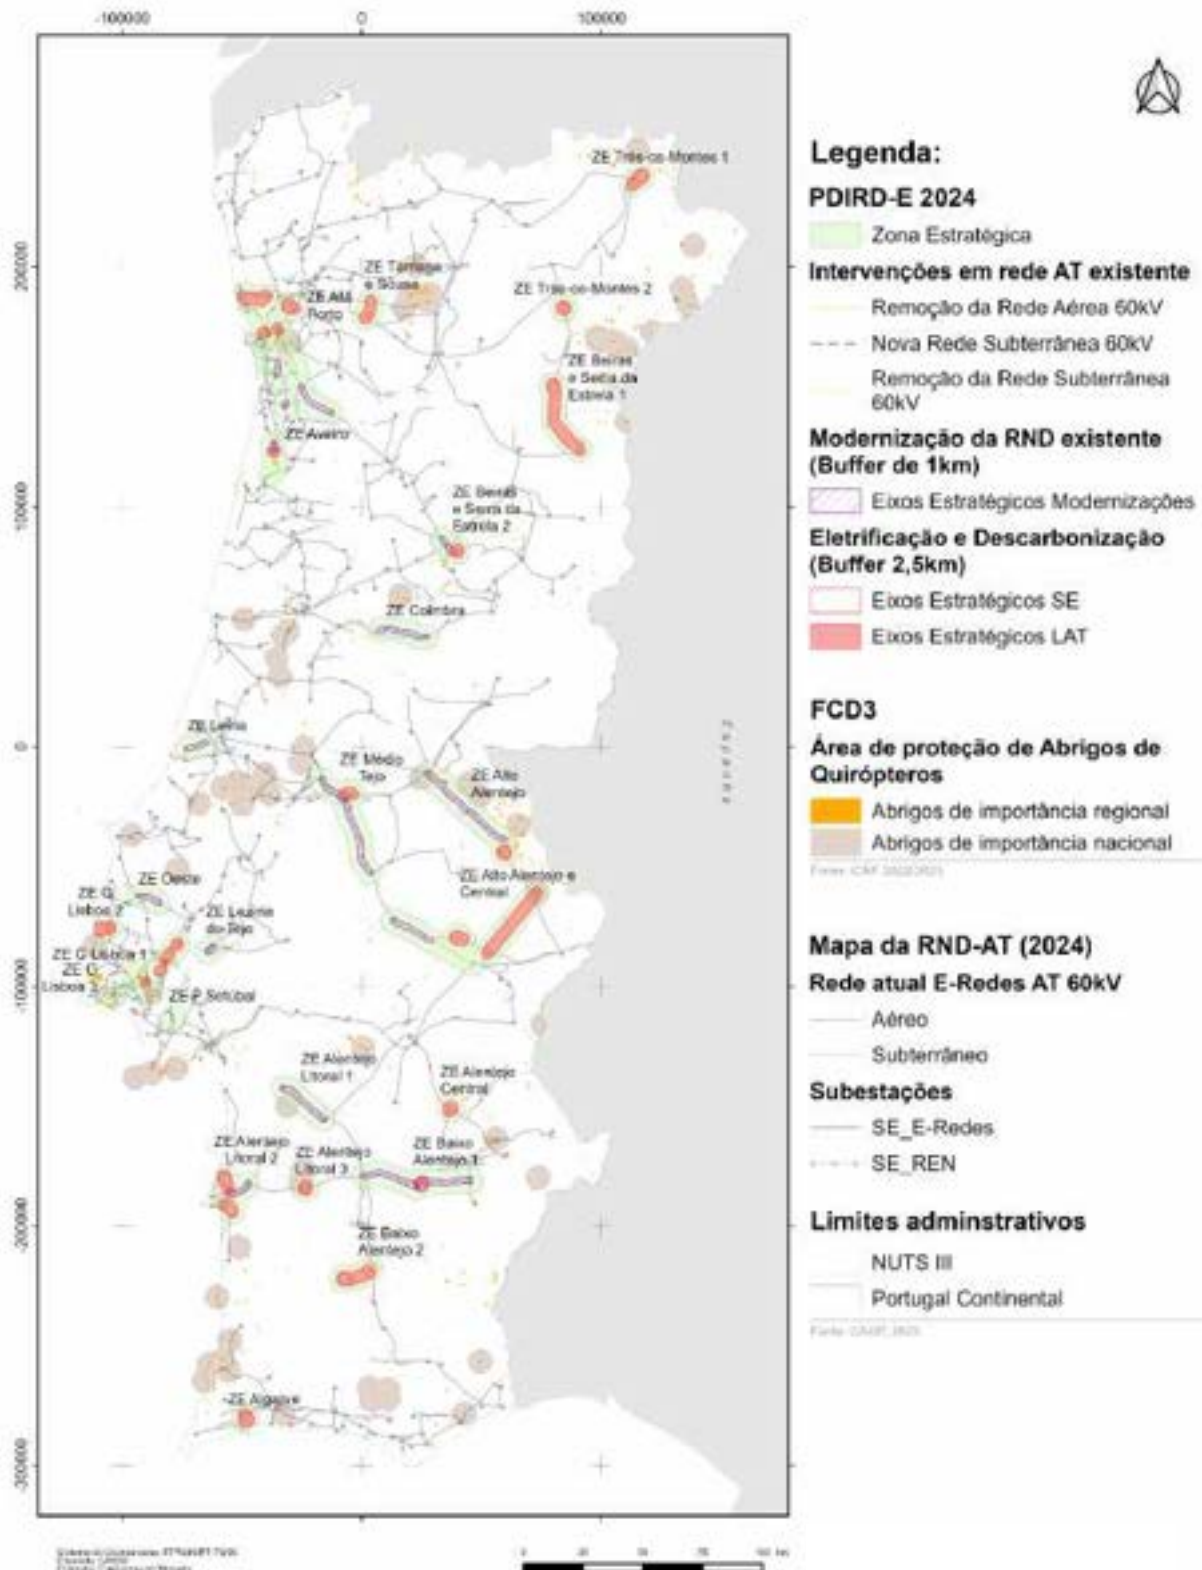 -100000
0
100000
200000
100000
0
-100000
-200000
-300000
ZE Trás-os-Montes 1
ZE Tâmega
e Sousa
ZE Trás-os-Montes 2
ZE AM
Porto
ZE Beiras
e Serra da
Estrela 1
ZE Aveiro
ZE Beiras
e Serra da
Estrela 2
ZE Coimbra
ZE Leiria
ZE Médio
Tejo
ZE Alto
Alentejo
ZE Oeste
ZE Alto Alentejo e
Central
ZE G
Lisboa 2
ZE Lezíria
do Tejo
ZE G Lisboa 1
ZE G
Lisboa
ZE P Setúbal
ZE Alentejo
Litoral 1
ZE Alentejo
Central
ZE Alentejo
Litoral 2
ZE Alentejo
Litoral 3
ZE Baixo
Alentejo 1
ZE Baixo
Alentejo 2
ZE Algarve
Legenda:
PDIRD-E 2024
Zona Estratégica
Intervenções em rede AT existente
Remoção da Rede Aérea 60kV
Nova Rede Subterrânea 60kV
Remoção da Rede Subterrânea
60kV
Modernização da RND existente
(Buffer de 1km)
Eixos Estratégicos Modernizações
Eletrificação e Descarbonização
(Buffer 2,5km)
Eixos Estratégicos SE
Eixos Estratégicos LAT
FCD3
Área de proteção de Abrigos de
Quirópteros
Abrigos de importância regional
Abrigos de importância nacional
Mapa da RND-AT (2024)
Rede atual E-Redes AT 60kV
Aéreo
Subterrâneo
Subestações
SE_E-Redes
SE_REN
Limites adminstrativos
NUTS III
Portugal Continental